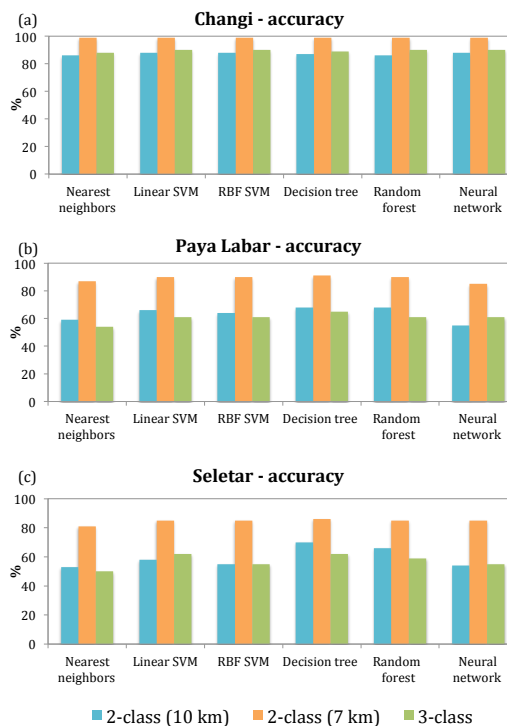 (a)
Changi - accuracy
100
80
60
40
20
0
%
Nearest neighbors
Linear SVM
RBF SVM
Decision tree
Random forest
Neural network
(b)
Paya Labar - accuracy
100
80
60
40
20
0
%
Nearest neighbors
Linear SVM
RBF SVM
Decision tree
Random forest
Neural network
(c)
Seletar - accuracy
100
80
60
40
20
0
%
Nearest neighbors
Linear SVM
RBF SVM
Decision tree
Random forest
Neural network
2-class (10 km)
2-class (7 km)
3-class